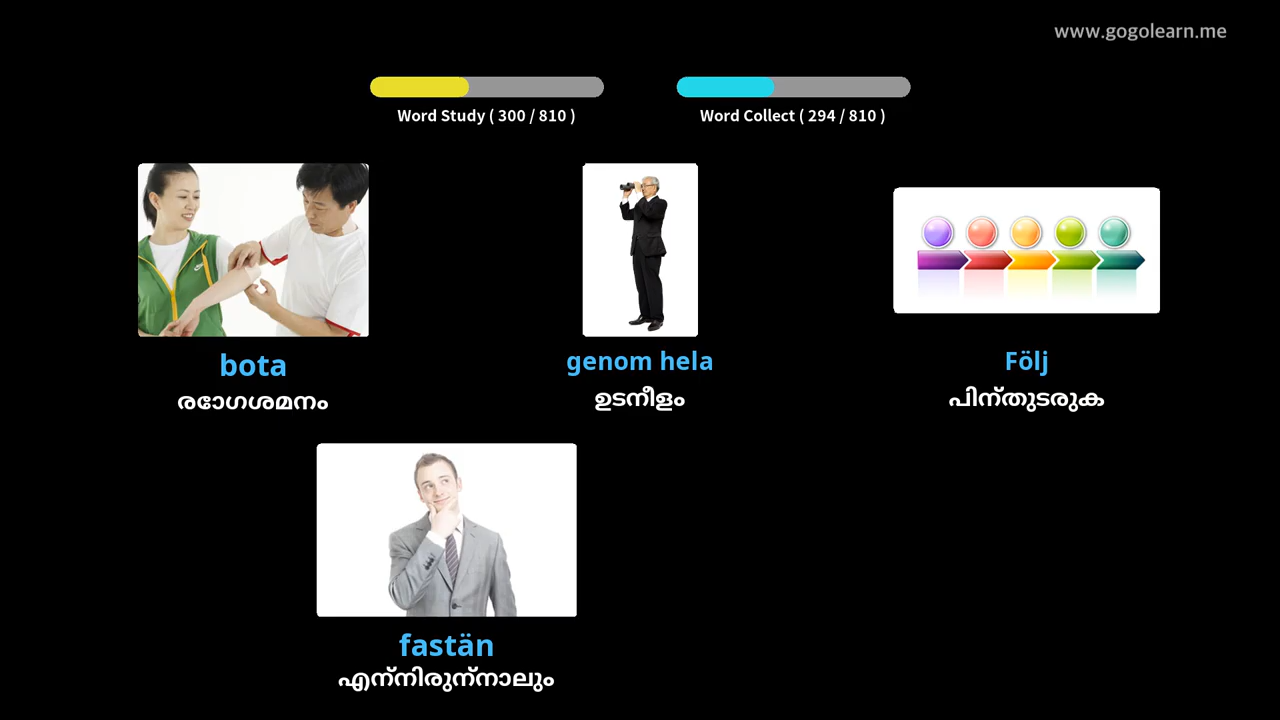 www.gogolearn.me
Word Study ( 300 / 810 )
Word Collect ( 294 / 810 )
bota
രോഗശമനം
genom hela
ഉടനീളം
Följ
പിന്തുടരുക
fastän
എന്നിരുന്നാലും